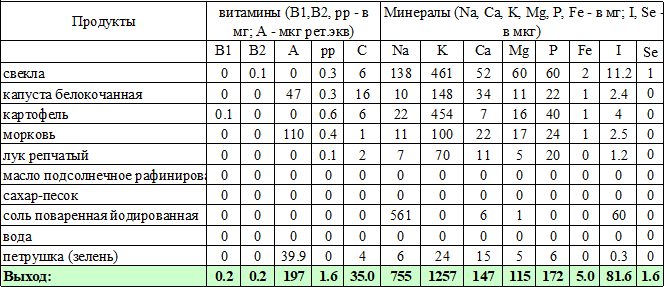 Продукты витамины (B1,B2, pp - в мг; A - мкг рет.экв) Минералы (Na, Ca, K, Mg, P, Fe - в мг; I, Se - в мкг)
B1 B2 A pp C Na K Ca Mg P Fe I Se
свекла 0 0.1 0 0.3 6 138 461 52 60 60 2 11.2 1
капуста белокочанная 0 0 47 0.3 16 10 148 34 11 22 1 2.4 0
картофель 0.1 0 0 0.6 6 22 454 7 16 40 1 4 0
морковь 0 0 110 0.4 1 11 100 22 17 24 1 2.5 0
лук репчатый 0 0 0 0.1 2 7 70 11 5 20 0 1.2 0
масло подсолнечное рафинирова 0 0 0 0 0 0 0 0 0 0 0 0
сахар-песок 0 0 0 0 0 0 0 0 0 0 0 0 0
соль поваренная йодированная 0 0 0 0 0 561 0 6 1 0 0 60 0
вода 0 0 0 0 0 0 0 0 0 0 0 0 0
петрушка (зелень) 0 0 39.9 0 4 6 24 15 5 6 0 0.3 0
Выход: 0.2 0.2 197 1.6 35.0 755 1257 147 115 172 5.0 81.6 1.6